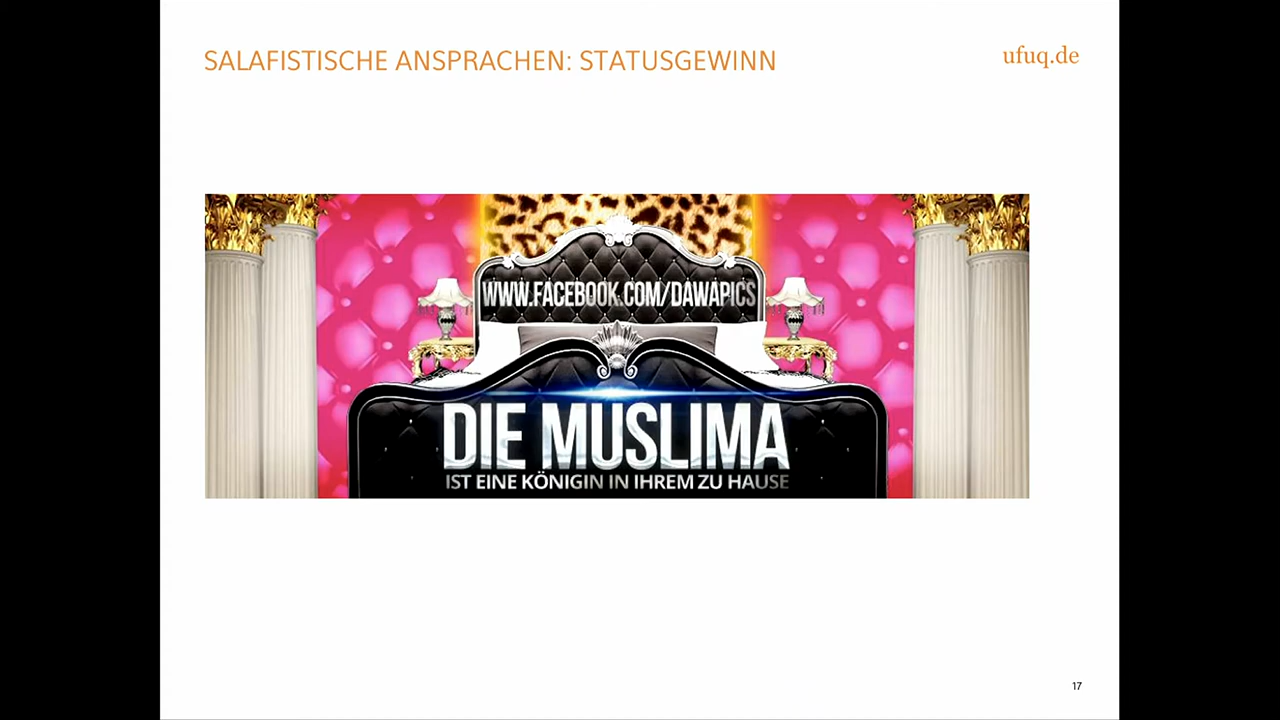 SALAFISTISCHE ANSPRACHEN: STATUSGEWINN
ufuq.de
WWW.FACEBOOK.COM/DAWAPICS
DIE MUSLIMA
IST EINE KÖNIGIN IN IHREM ZU HAUSE
17